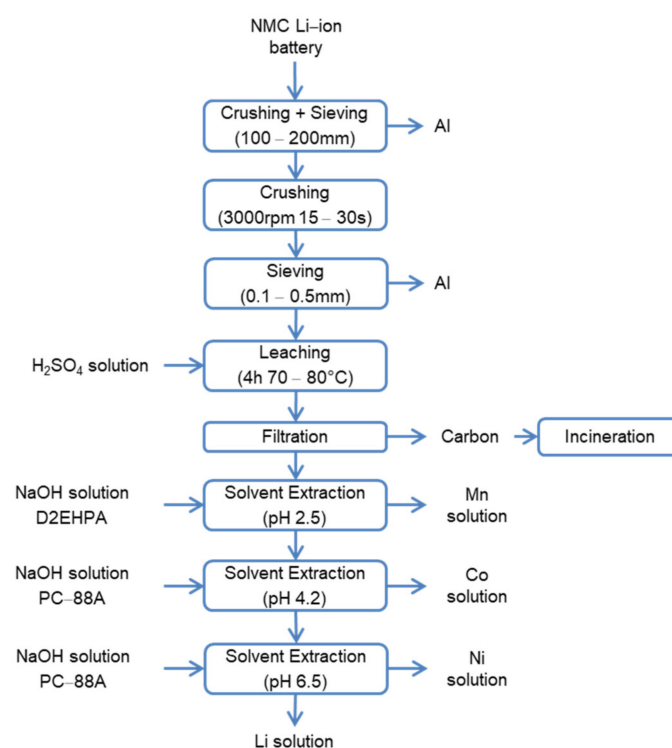 NMC Li–ion
battery
Crushing + Sieving
(100 – 200mm)
Al
Crushing
(3000rpm 15 – 30s)
Sieving
(0.1 – 0.5mm)
Al
H₂SO₄ solution
Leaching
(4h 70 – 80°C)
Filtration
Carbon
Incineration
NaOH solution
D2EHPA
Solvent Extraction
(pH 2.5)
Mn
solution
NaOH solution
PC–88A
Solvent Extraction
(pH 4.2)
Co
solution
NaOH solution
PC–88A
Solvent Extraction
(pH 6.5)
Ni
solution
Li solution